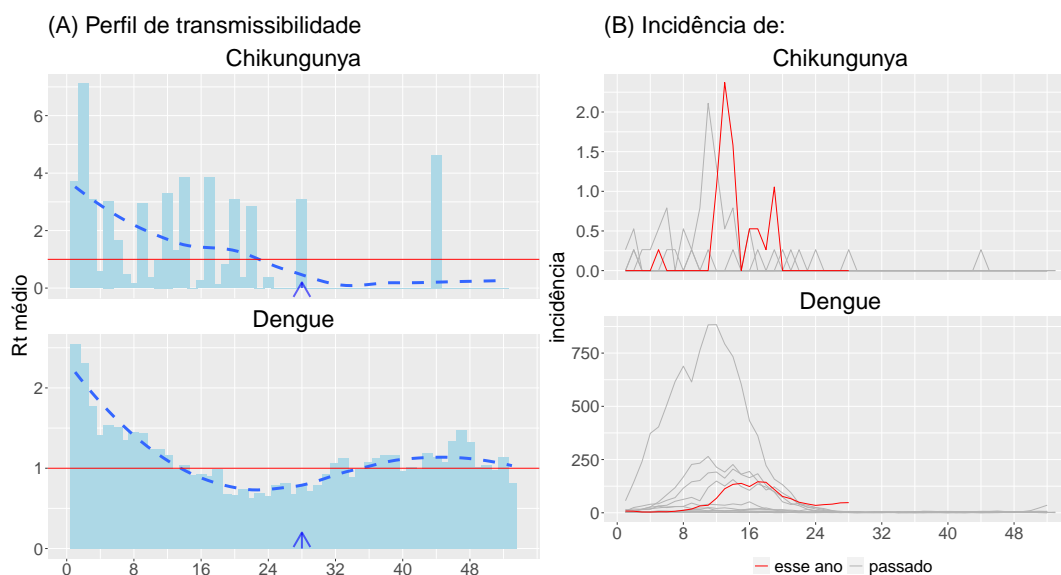 (A) Perfil de transmissibilidade
Chikungunya
6
4
2
0
Dengue
2
1
0
0 8 16 24 32 40 48
Rt médio
(B) Incidência de:
Chikungunya
2.0
1.5
1.0
0.5
0.0
Dengue
750
500
250
0
0 8 16 24 32 40 48
incidência
esse ano passado